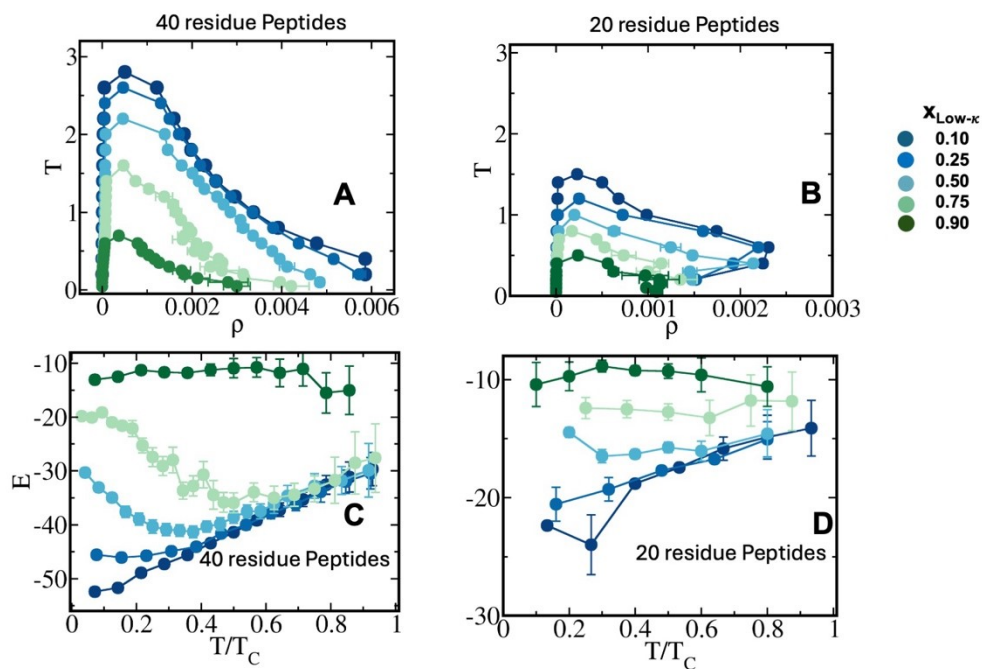 40 residue Peptides
20 residue Peptides
3
2
1
0
T
A
0
0.002
0.004
0.006
ρ
3
2
1
0
T
B
0
0.001
0.002
0.003
ρ
xLow-κ
0.10
0.25
0.50
0.75
0.90
-10
-20
-30
-40
-50
E
C
40 residue Peptides
0
0.2
0.4
0.6
0.8
1
T/TC
-10
-20
-30
D
20 residue Peptides
0
0.2
0.4
0.6
0.8
1
T/TC